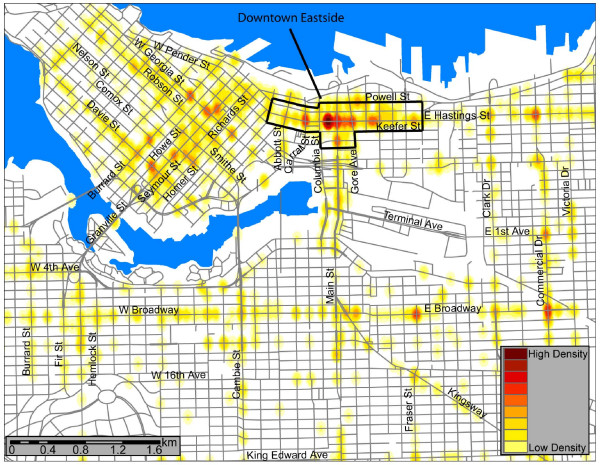 Downtown Eastside
W Pender St
W Georgia St
Nelson St
Robson St
Comox St
Powell St
Davie St
Richards St
E Hastings St
Keefer St
Howe St
Abbott St
Carrall St
Smithe St
Columbia St
Gore Ave
Burrard St
Seymour St
Homer St
Clark Dr
Victoria Dr
Granville St
Terminal Ave
E 1st Ave
Commercial Dr
W 4th Ave
Main St
W Broadway
E Broadway
Burrard St
Fir St
Hemlock St
Cambie St
W 16th Ave
Fraser St
Kingsway
High Density
Low Density
km
0 0.4 0.8 1.2 1.6
King Edward Ave